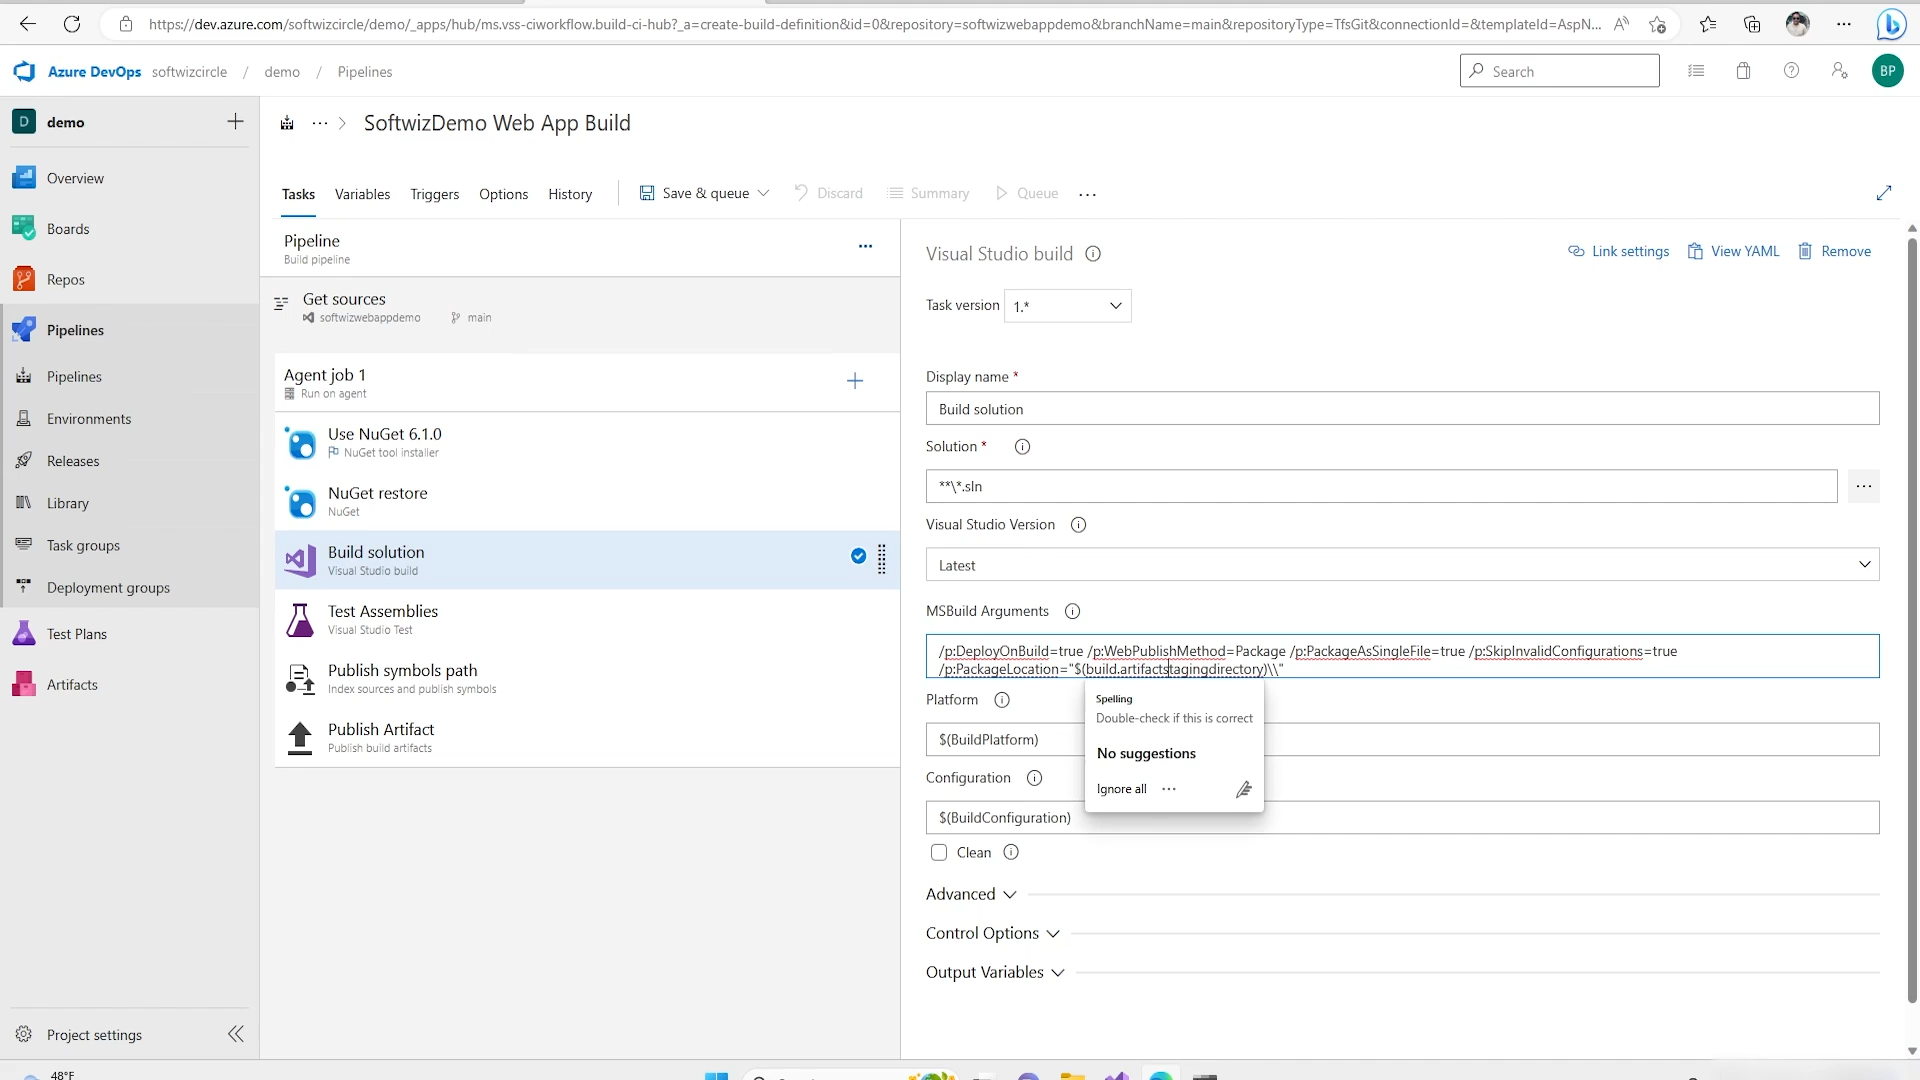 https://dev.azure.com/softwizcircle/demo/_apps/hub/ms.vss-ciworkflow.build-ci-hub?_a=create-build-definition&id=0&repository=softwizwebappdemo&branchName=main&repositoryType=TfsGit&connectionId=&templateId=AspN...
Azure DevOps softwizcircle / demo / Pipelines
Search
BP
D demo
SoftwizDemo Web App Build
Overview
Boards
Repos
Pipelines
Pipelines
Environments
Releases
Library
Task groups
Deployment groups
Test Plans
Artifacts
Project settings
48°F
Tasks Variables Triggers Options History Save & queue Discard Summary Queue
Pipeline
Build pipeline
Get sources
softwizwebappdemo main
Agent job 1
Run on agent
Use NuGet 6.1.0
NuGet tool installer
NuGet restore
NuGet
Build solution
Visual Studio build
Test Assemblies
Visual Studio Test
Publish symbols path
Index sources and publish symbols
Publish Artifact
Publish build artifacts
Visual Studio build
Link settings View YAML Remove
Task version 1.*
Display name *
Build solution
Solution *
**\*.sln
Visual Studio Version
Latest
MSBuild Arguments
/p:DeployOnBuild=true /p:WebPublishMethod=Package /p:PackageAsSingleFile=true /p:SkipInvalidConfigurations=true
/p:PackageLocation="$(build.artifactstagingdirectory)\\"
Platform
$(BuildPlatform)
Configuration
$(BuildConfiguration)
Clean
Advanced
Control Options
Output Variables
Spelling
Double-check if this is correct
No suggestions
Ignore all